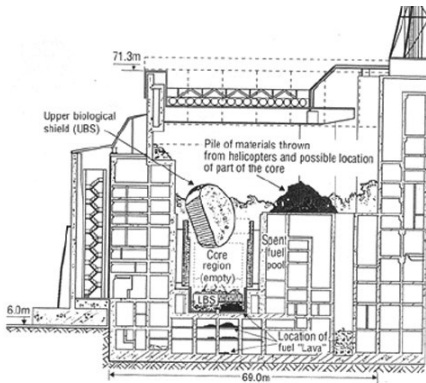 71.3m
Upper biological
shield (UBS)
Pile of materials thrown
from helicopters and possible location
of part of the core
Core
region
(empty)
Spent
fuel
pool
LBS
6.0m
Location of
fuel "Lava"
69.0m